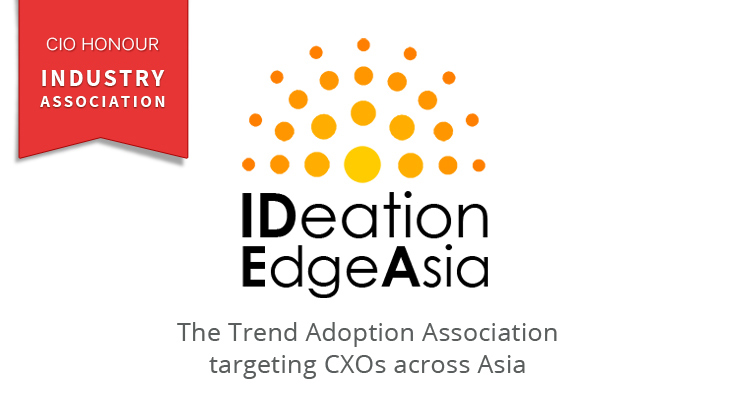 CIO HONOUR
INDUSTRY
ASSOCIATION
IDeation
EdgeAsia
The Trend Adoption Association
targeting CXOs across Asia